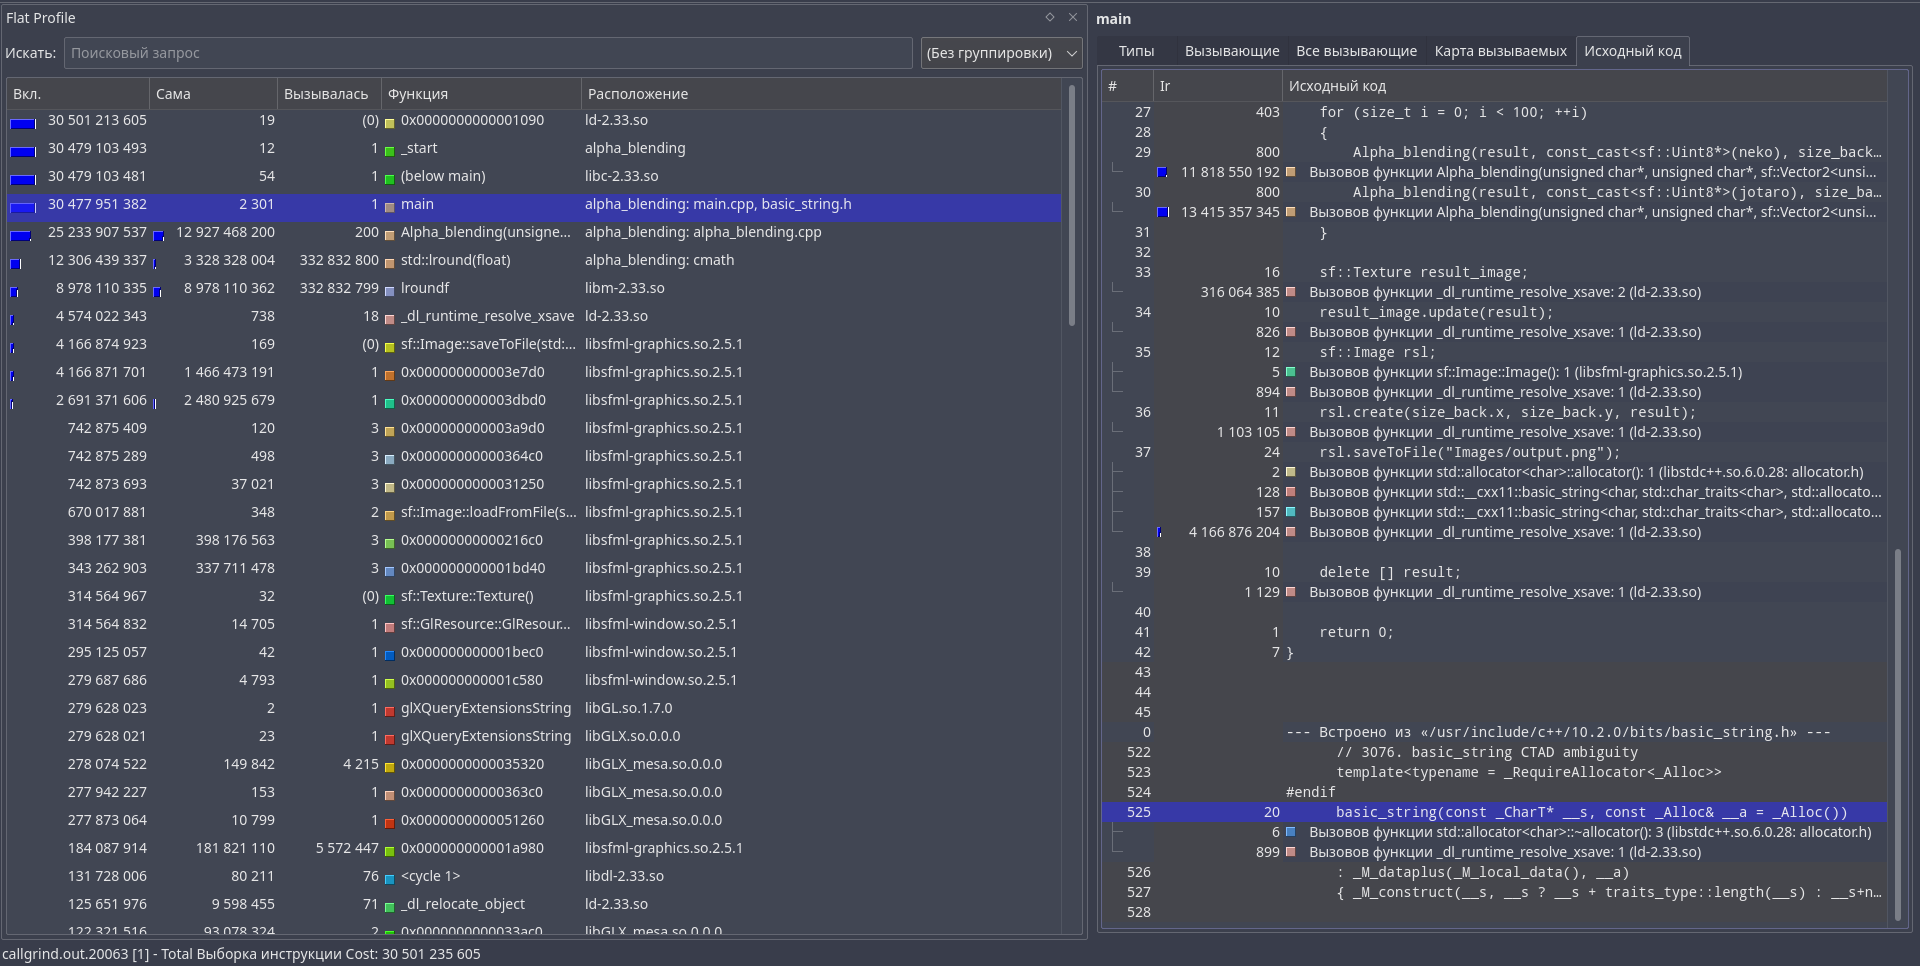 Flat Profile
Искать: Поисковый запрос (Без группировки)
Вкл. Сама Вызывалась Функция Расположение
30 501 213 605 19 (0) 0x0000000000001090 ld-2.33.so
30 479 103 493 12 1 _start alpha_blending
30 479 103 481 54 1 (below main) libc-2.33.so
30 477 951 382 2 301 1 main alpha_blending: main.cpp, basic_string.h
25 233 907 537 12 927 468 200 200 Alpha_blending(unsigne... alpha_blending: alpha_blending.cpp
12 306 439 337 3 328 328 004 332 832 800 std::lround(float) alpha_blending: cmath
8 978 110 335 8 978 110 362 332 832 799 lroundf libm-2.33.so
4 574 022 343 738 18 _dl_runtime_resolve_xsave ld-2.33.so
4 166 874 923 169 (0) sf::Image::saveToFile(std:... libsfml-graphics.so.2.5.1
4 166 871 701 1 466 473 191 1 0x000000000003e7d0 libsfml-graphics.so.2.5.1
2 691 371 606 2 480 925 679 1 0x000000000003dbd0 libsfml-graphics.so.2.5.1
742 875 409 120 3 0x000000000003a9d0 libsfml-graphics.so.2.5.1
742 875 289 498 3 0x00000000000364c0 libsfml-graphics.so.2.5.1
742 873 693 37 021 3 0x0000000000031250 libsfml-graphics.so.2.5.1
670 017 881 348 2 sf::Image::loadFromFile(s... libsfml-graphics.so.2.5.1
398 177 381 398 176 563 3 0x00000000000216c0 libsfml-graphics.so.2.5.1
343 262 903 337 711 478 3 0x000000000001bd40 libsfml-graphics.so.2.5.1
314 564 967 32 (0) sf::Texture::Texture() libsfml-graphics.so.2.5.1
314 564 832 14 705 1 sf::GlResource::GlResour... libsfml-window.so.2.5.1
295 125 057 42 1 0x000000000001bec0 libsfml-window.so.2.5.1
279 687 686 4 793 1 0x000000000001c580 libsfml-window.so.2.5.1
279 628 023 2 1 glXQueryExtensionsString libGL.so.1.7.0
279 628 021 23 1 glXQueryExtensionsString libGLX.so.0.0.0
278 074 522 149 842 4 215 0x0000000000035320 libGLX_mesa.so.0.0.0
277 942 227 153 1 0x00000000000363c0 libGLX_mesa.so.0.0.0
277 873 064 10 799 1 0x0000000000051260 libGLX_mesa.so.0.0.0
184 087 914 181 821 110 5 572 447 0x000000000001a980 libsfml-graphics.so.2.5.1
131 728 006 80 211 76 <cycle 1> libdl-2.33.so
125 651 976 9 598 455 71 _dl_relocate_object ld-2.33.so
122 321 516 93 078 324 2 0x0000000000033ac0 libGLX_mesa.so.0.0.0
callgrind.out.20063 [1] - Total Выборка инструкции Cost: 30 501 235 605
main
Типы Вызывающие Все вызывающие Карта вызываемых Исходный код
# Ir Исходный код
27 403 for (size_t i = 0; i < 100; ++i)
28 {
29 800 Alpha_blending(result, const_cast<sf::Uint8*>(neko), size_back...
11 818 550 192 Вызовов функции Alpha_blending(unsigned char*, unsigned char*, sf::Vector2<unsi...
30 800 Alpha_blending(result, const_cast<sf::Uint8*>(jotaro), size_ba...
13 415 357 345 Вызовов функции Alpha_blending(unsigned char*, unsigned char*, sf::Vector2<unsi...
31 }
32
33 16 sf::Texture result_image;
316 064 385 Вызовов функции _dl_runtime_resolve_xsave: 2 (ld-2.33.so)
34 10 result_image.update(result);
826 Вызовов функции _dl_runtime_resolve_xsave: 1 (ld-2.33.so)
35 12 sf::Image rsl;
5 Вызовов функции sf::Image::Image(): 1 (libsfml-graphics.so.2.5.1)
894 Вызовов функции _dl_runtime_resolve_xsave: 1 (ld-2.33.so)
36 11 rsl.create(size_back.x, size_back.y, result);
1 103 105 Вызовов функции _dl_runtime_resolve_xsave: 1 (ld-2.33.so)
37 24 rsl.saveToFile("Images/output.png");
2 Вызовов функции std::allocator<char>::allocator(): 1 (libstdc++.so.6.0.28: allocator.h)
128 Вызовов функции std::__cxx11::basic_string<char, std::char_traits<char>, std::allocato...
157 Вызовов функции std::__cxx11::basic_string<char, std::char_traits<char>, std::allocato...
4 166 876 204 Вызовов функции _dl_runtime_resolve_xsave: 1 (ld-2.33.so)
38
39 10 delete [] result;
1 129 Вызовов функции _dl_runtime_resolve_xsave: 1 (ld-2.33.so)
40
41 1 return 0;
42 7 }
43
44
45
0 --- Встроено из «/usr/include/c++/10.2.0/bits/basic_string.h» ---
522 // 3076. basic_string CTAD ambiguity
523 template<typename = _RequireAllocator<_Alloc>>
524 #endif
525 20 basic_string(const _CharT* __s, const _Alloc& __a = _Alloc())
6 Вызовов функции std::allocator<char>::~allocator(): 3 (libstdc++.so.6.0.28: allocator.h)
899 Вызовов функции _dl_runtime_resolve_xsave: 1 (ld-2.33.so)
526 : _M_dataplus(_M_local_data(), __a)
527 { _M_construct(__s, __s ? __s + traits_type::length(__s) : __s+n...
528